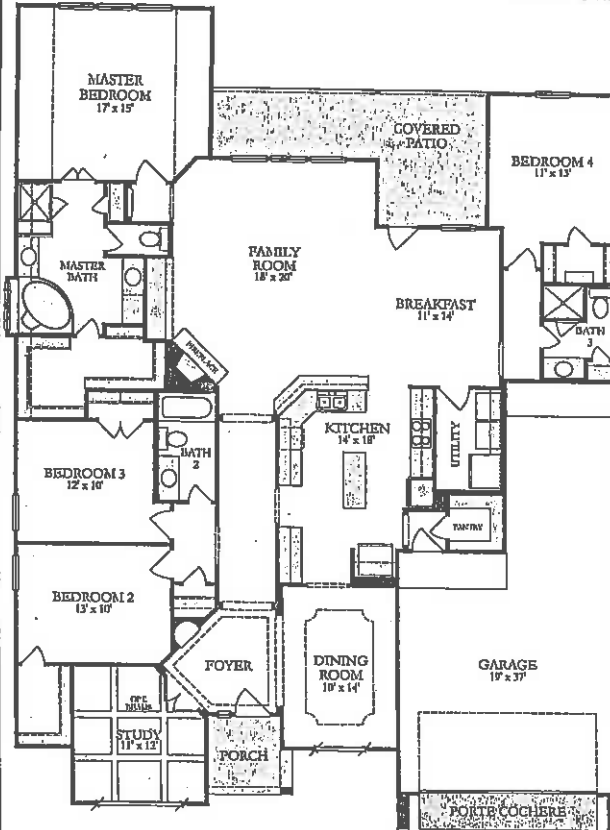 MASTER
BEDROOM
17' x 15'
COVERED
PATIO
BEDROOM 4
11' x 13'
FAMILY
ROOM
18' x 20'
MASTER
BATH
BREAKFAST
11' x 14'
BATH
3
FIREPLACE
KITCHEN
14' x 18'
UTILITY
BATH
2
BEDROOM 3
12' x 10'
PANTRY
BEDROOM 2
13' x 10'
FOYER
DINING
ROOM
10' x 14'
GARAGE
19' x 37'
STUDY
11' x 12'
PORCH
PORTE COCHERE